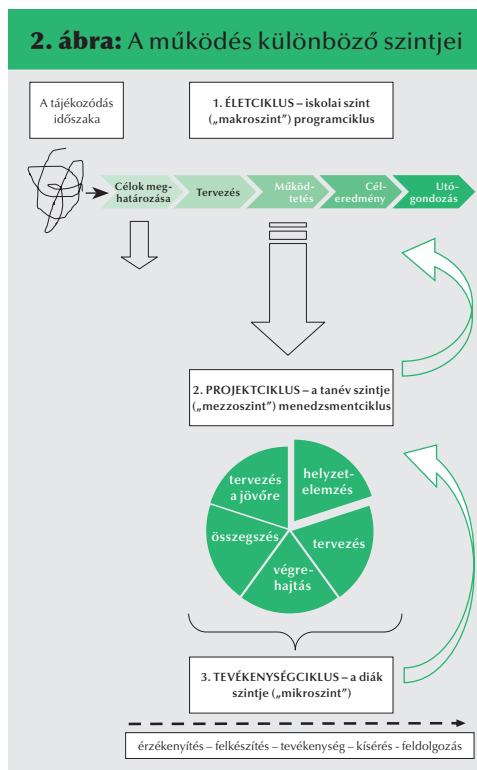 2. ábra: A működés különböző szintjei
A tájékozódás
időszaka
1. ÉLETCIKLUS – iskolai szint
(„makroszint”) programciklus
Célok meg-
határozása
Tervezés
Működ-
tetés
Cél-
eredmény
Utó-
gondozás
2. PROJEKTCIKLUS – a tanév szintje
(„mezzoszint”) menedzsmentciklus
tervezés
a jövőre
helyzet-
elemzés
összegszés
tervezés
végre-
hajtás
3. TEVÉKENYSÉGCIKLUS – a diák
szintje („mikroszint”)
érzékenyítés – felkészítés – tevékenység – kísérés - feldolgozás